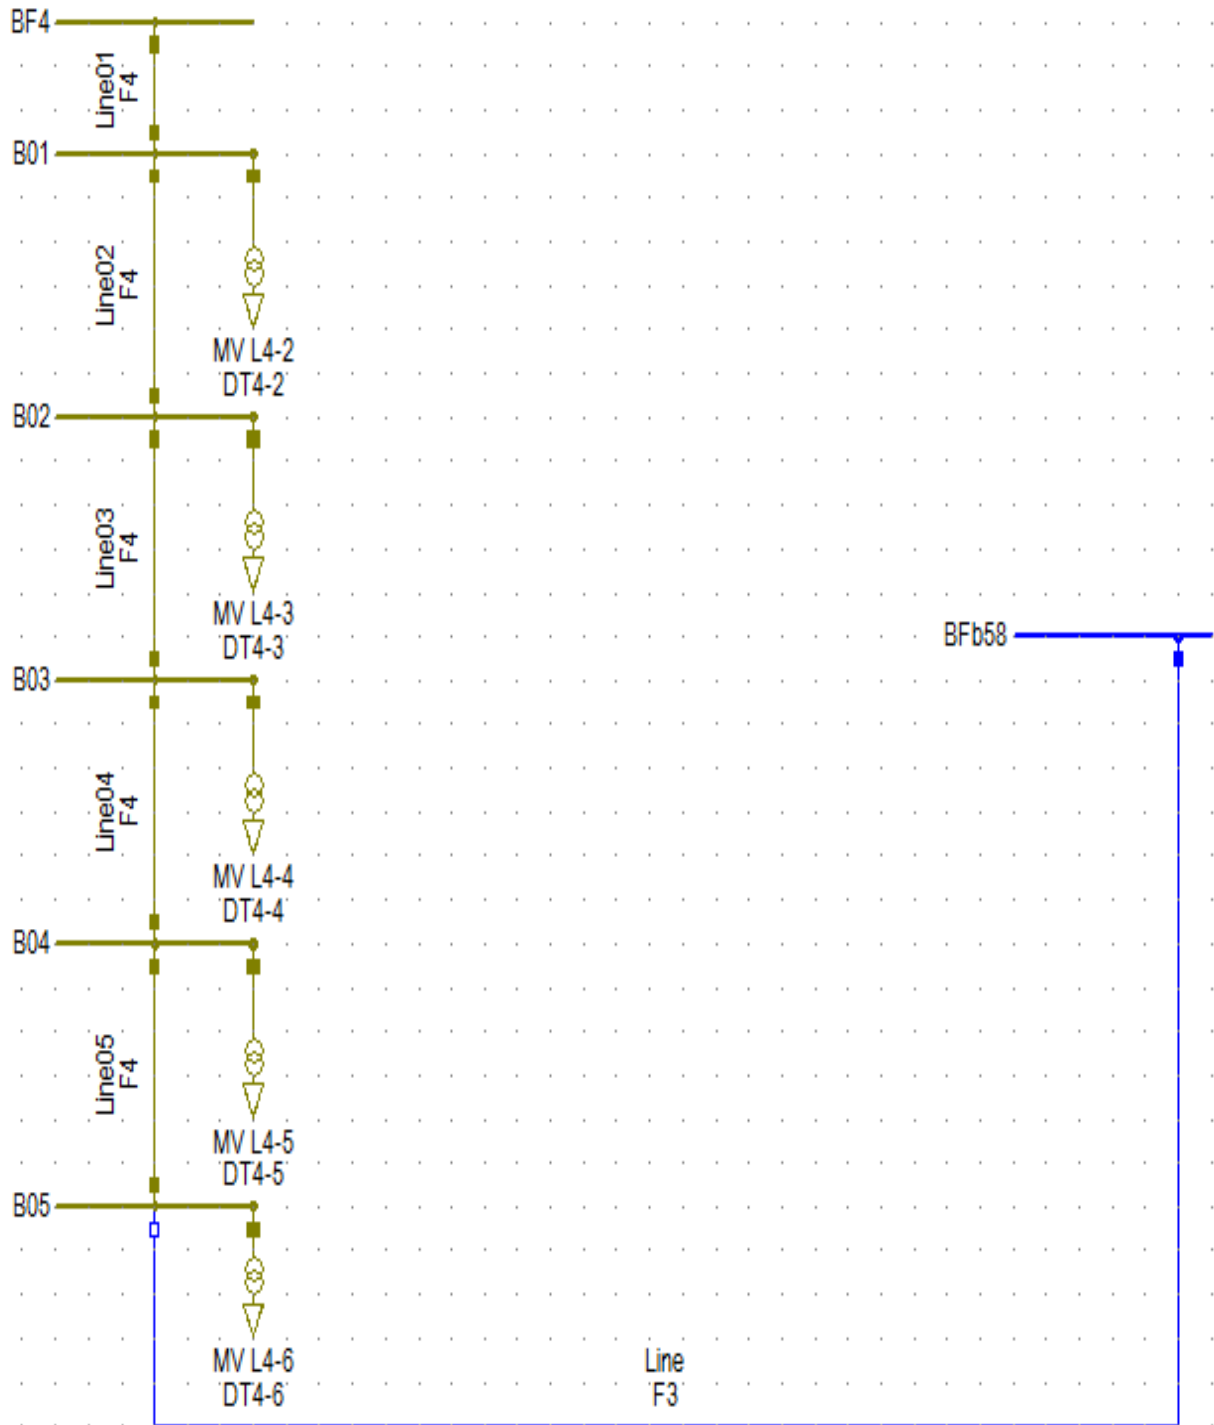 BF4
Line01
F4
B01
Line02
F4
MV L4-2
DT4-2
B02
Line03
F4
MV L4-3
DT4-3
BFb58
B03
Line04
F4
MV L4-4
DT4-4
B04
Line05
F4
MV L4-5
DT4-5
B05
MV L4-6
DT4-6
Line
F3